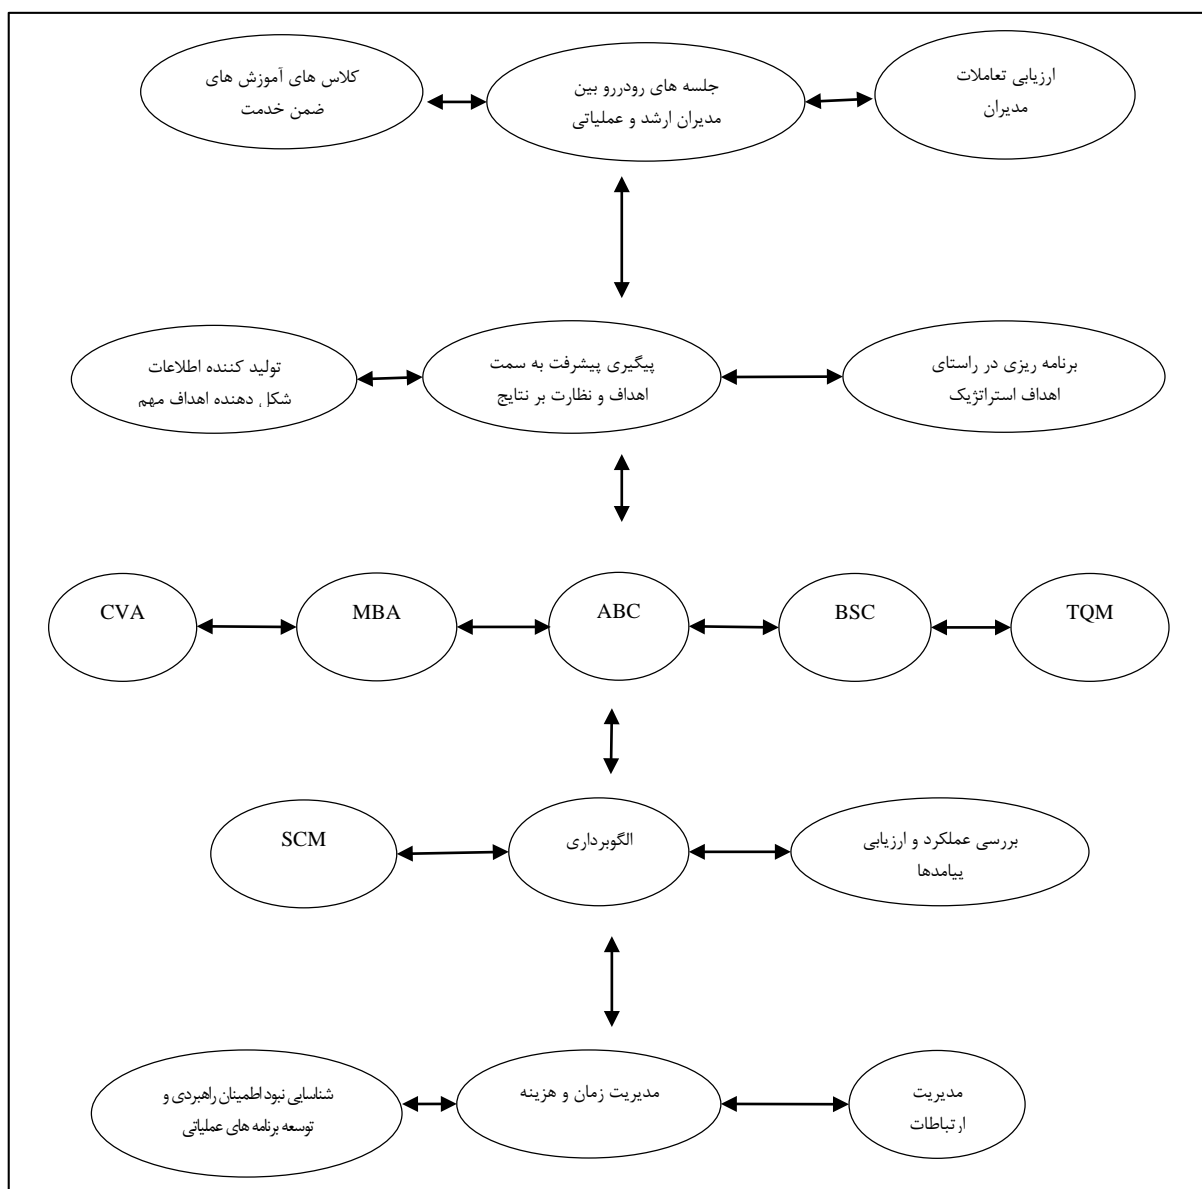 ارزیابی تعاملات
مدیران
جلسه های رودررو بین
مدیران ارشد و عملیاتی
کلاس های آموزش های
ضمن خدمت
برنامه ریزی در راستای
اهداف استراتژیک
پیگیری پیشرفت به سمت
اهداف و نظارت بر نتایج
تولید کننده اطلاعات
شکل دهنده اهداف مهم
TQM
BSC
ABC
MBA
CVA
بررسی عملکرد و ارزیابی
پیامدها
الگوبرداری
SCM
مدیریت
ارتباطات
مدیریت زمان و هزینه
شناسایی نبود اطمینان راهبردی و
توسعه برنامه های عملیاتی